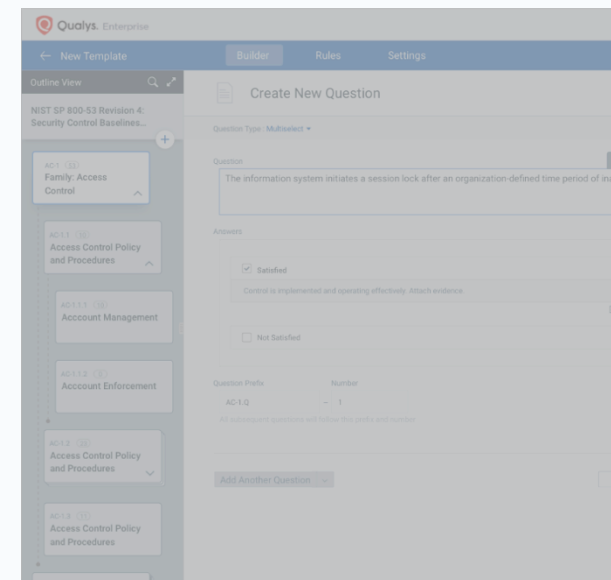 Qualys. Enterprise
← New Template
Builder Rules Settings
Outline View
NIST SP 800-53 Revision 4:
Security Control Baselines...
AC-1
Family: Access
Control
AC-1.1
Access Control Policy
and Procedures
AC-1.1.1
Acccount Management
AC-1.1.2
Acccount Enforcement
AC-1.2
Access Control Policy
and Procedures
AC-1.3
Access Control Policy
and Procedures
Create New Question
Question Type: Multiselect
Question
The information system initiates a session lock after an organization-defined time period of
Answers
Satisfied
Control is implemented and operating effectively. Attach evidence.
Not Satisfied
Question Prefix Number
AC-1.Q – 1
All subsequent questions will follow this prefix and number
Add Another Question